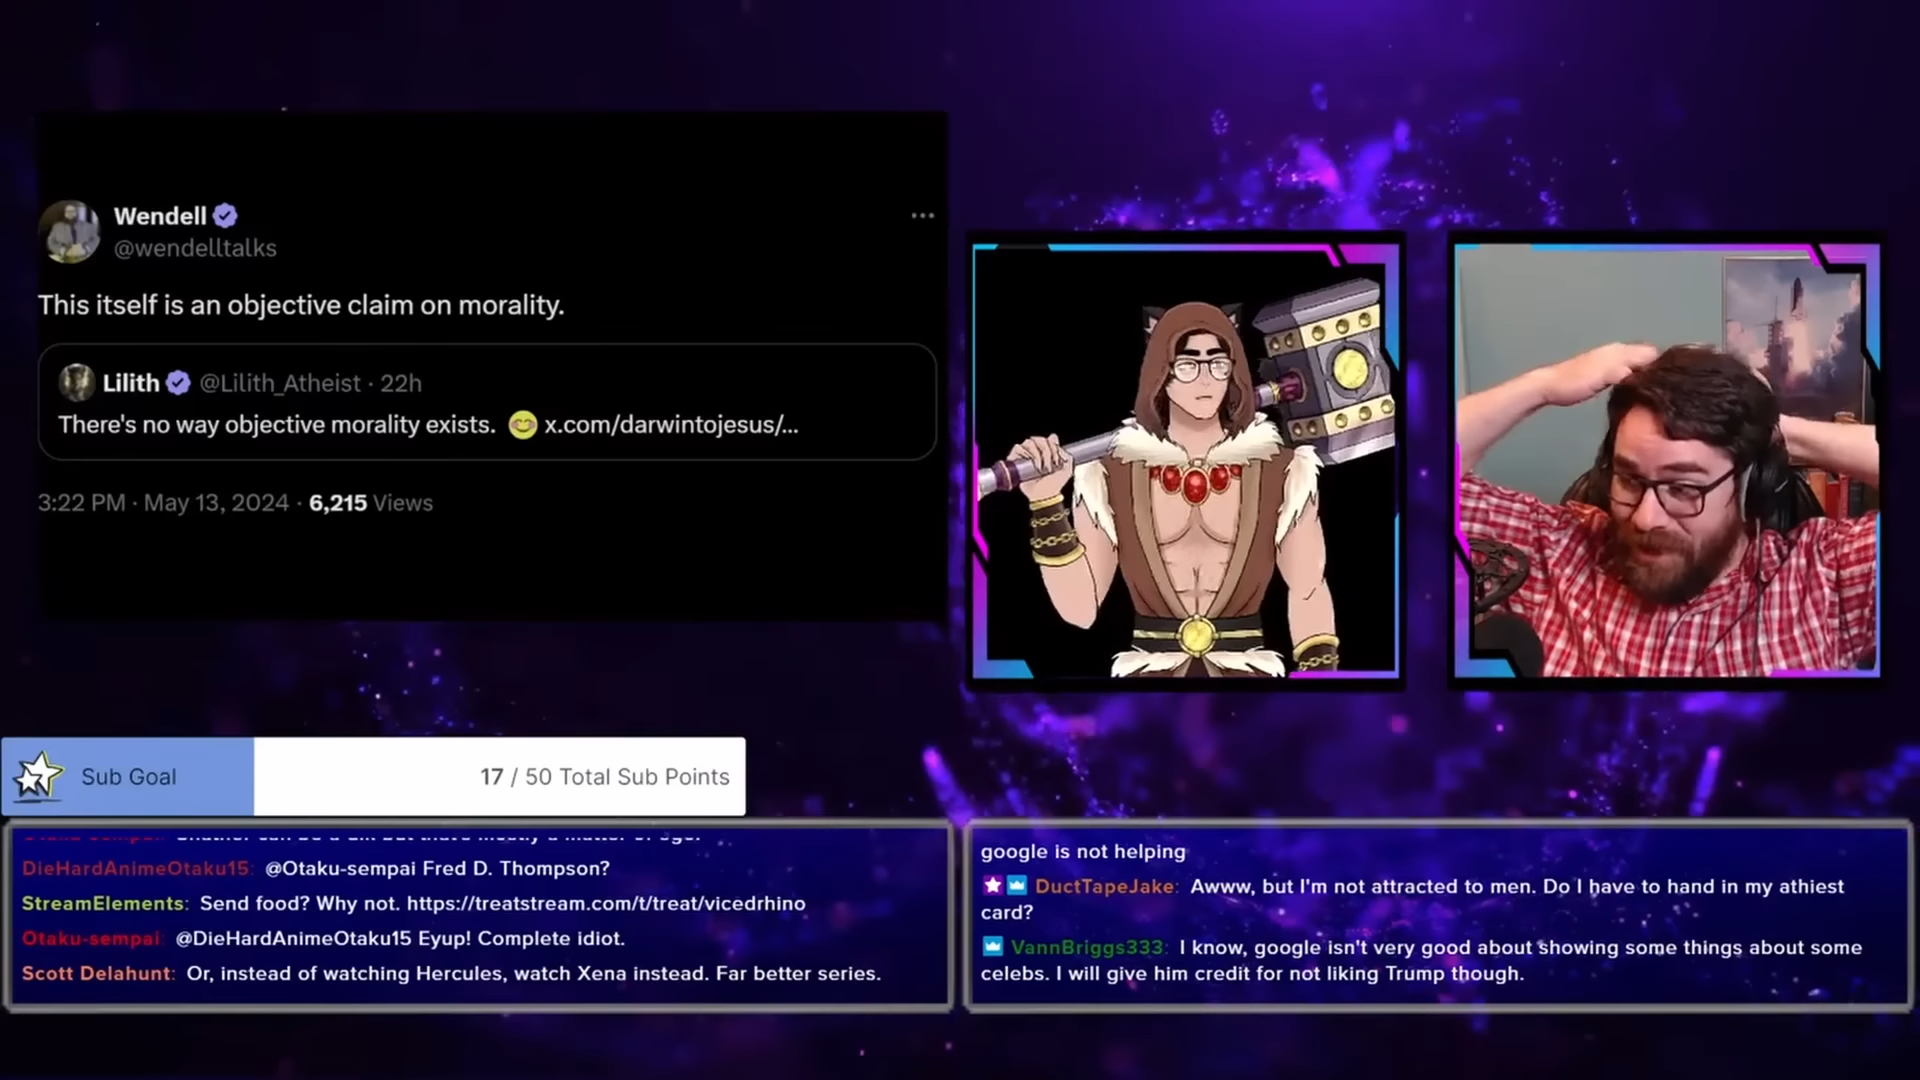 Wendell
@wendelltalks
This itself is an objective claim on morality.
Lilith @Lilith_Atheist · 22h
There's no way objective morality exists. 😊 x.com/darwintojesus/...
3:22 PM · May 13, 2024 · 6,215 Views
Sub Goal
17 / 50 Total Sub Points
DieHardAnimeOtaku15: @Otaku-sempai Fred D. Thompson?
StreamElements: Send food? Why not. https://treatstream.com/t/treat/vicedrhino
Otaku-sempai: @DieHardAnimeOtaku15 Eyup! Complete idiot.
Scott Delahunt: Or, instead of watching Hercules, watch Xena instead. Far better series.
google is not helping
DuctTapeJake: Awww, but I'm not attracted to men. Do I have to hand in my athiest
card?
VannBriggs333: I know, google isn't very good about showing some things about some
celebs. I will give him credit for not liking Trump though.